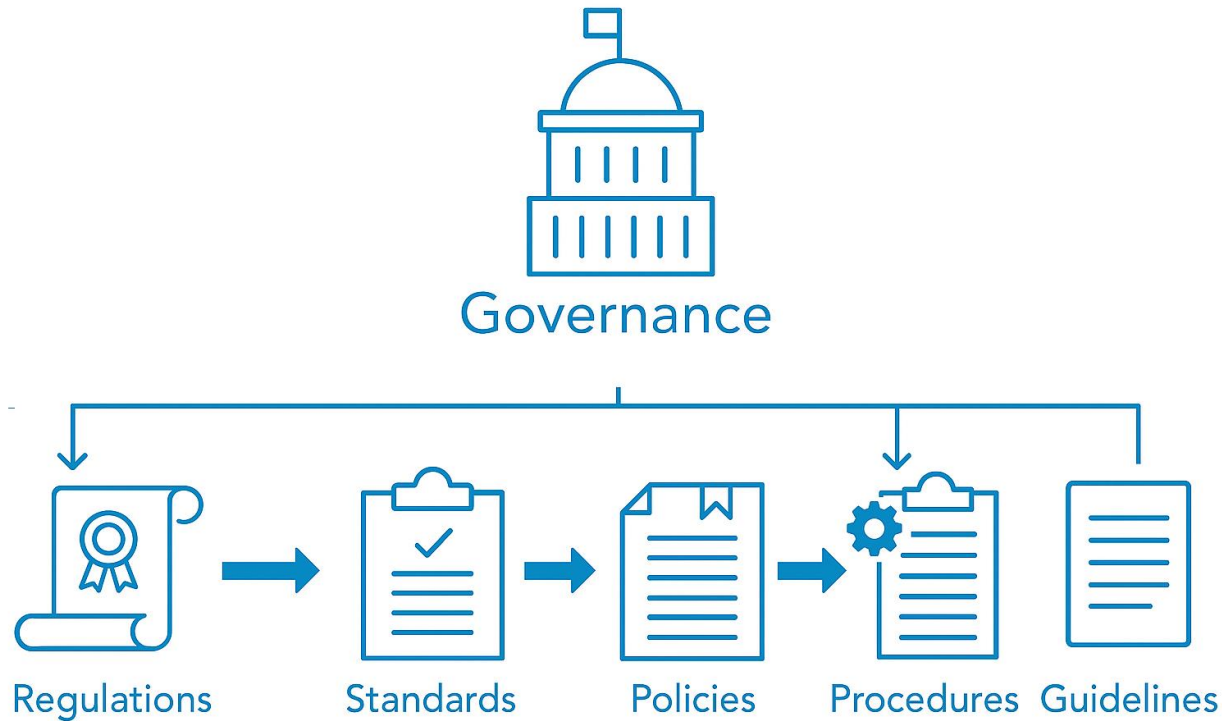 Governance
Regulations
Standards
Policies
Procedures
Guidelines